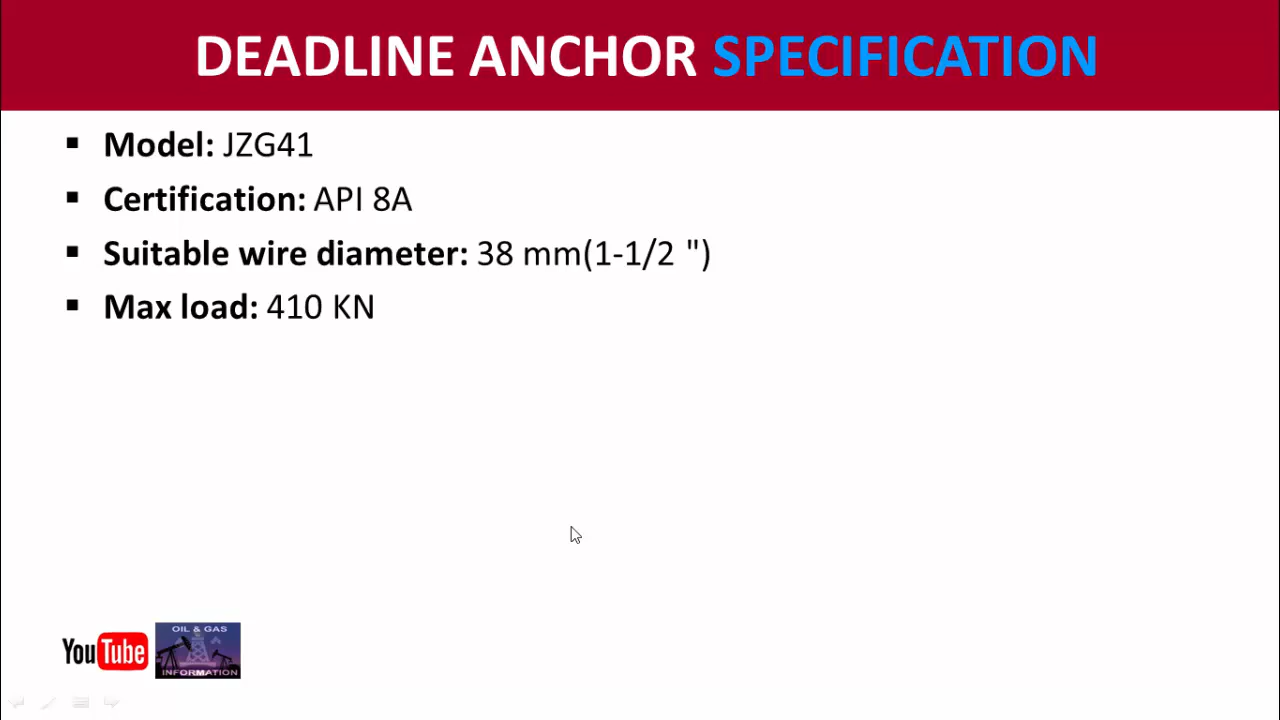 DEADLINE ANCHOR SPECIFICATION
▪ Model: JZG41
▪ Certification: API 8A
▪ Suitable wire diameter: 38 mm(1-1/2 ")
▪ Max load: 410 KN
YouTube
OIL & GAS
INFORMATION